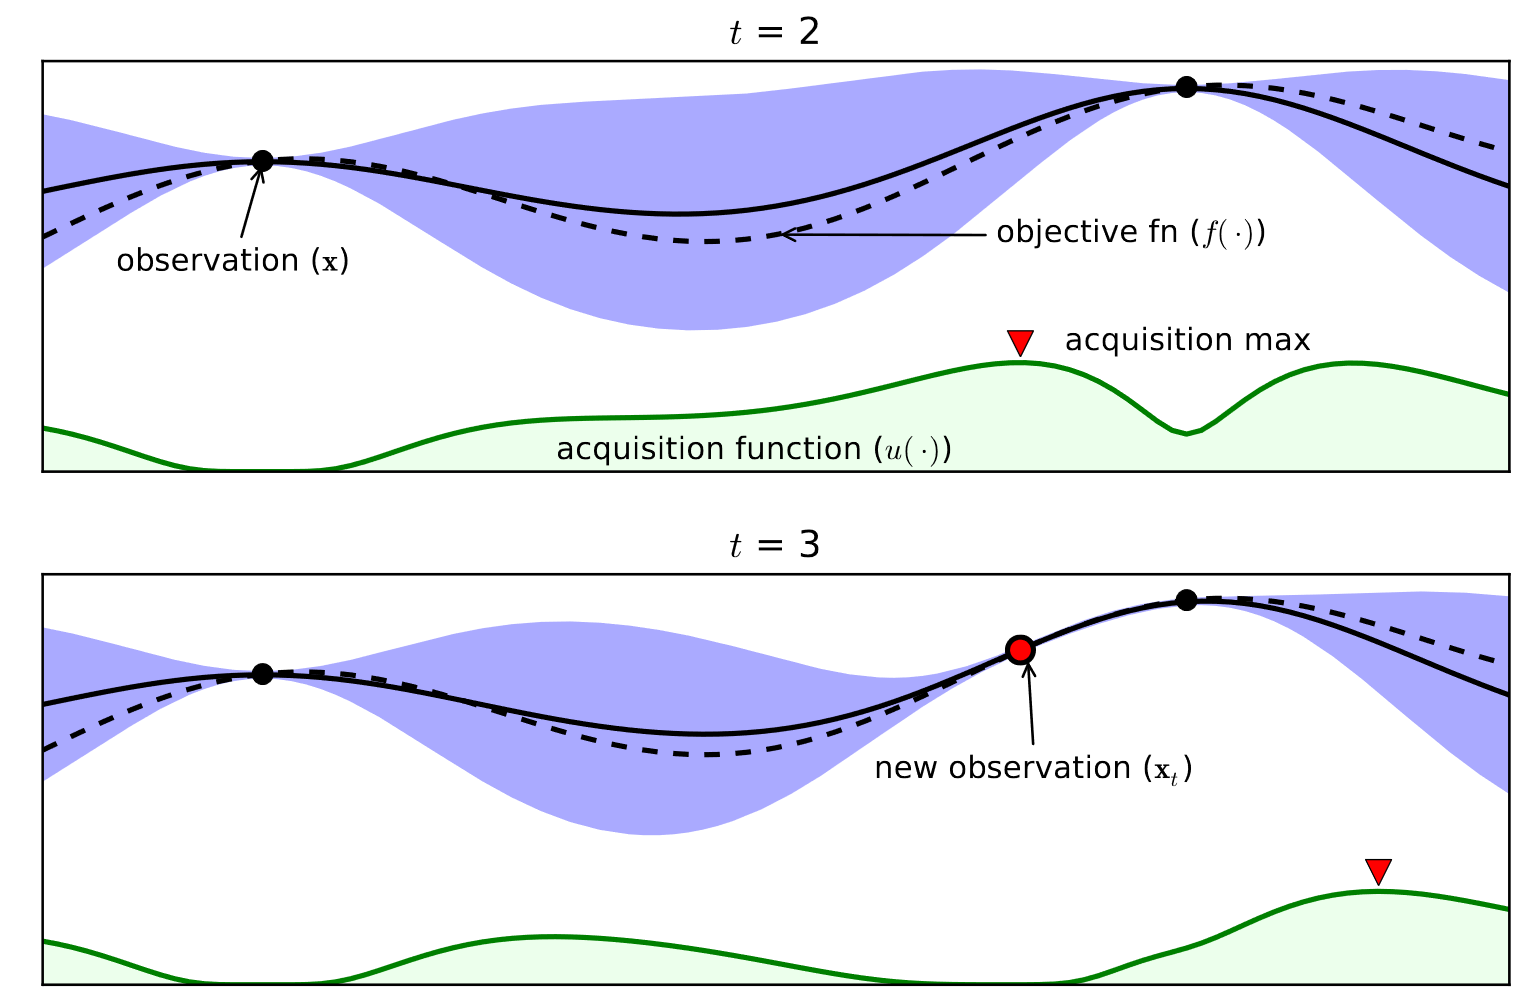 t = 2
observation (x)
objective fn (f(·))
acquisition max
acquisition function (u(·))
t = 3
new observation (xₜ)